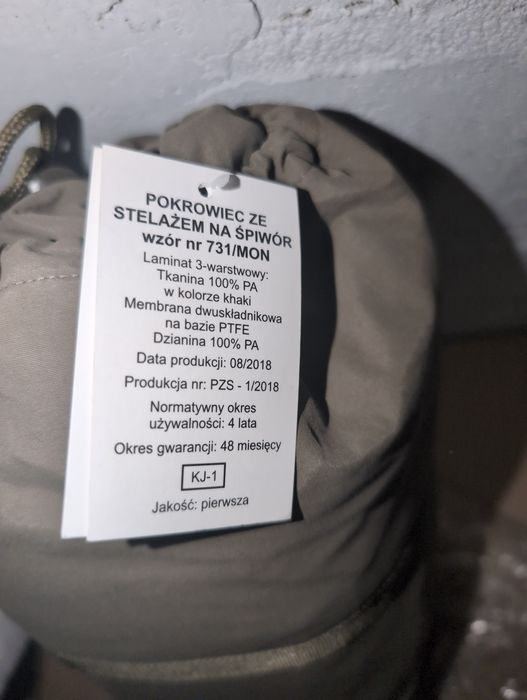 POKROWIEC ZE
STELAŻEM NA ŚPIWÓR
wzór nr 731/MON
Laminat 3-warstwowy:
Tkanina 100% PA
w kolorze khaki
Membrana dwuskładnikowa
na bazie PTFE
Dzianina 100% PA
Data produkcji: 08/2018
Produkcja nr: PZS - 1/2018
Normatywny okres
używalności: 4 lata
Okres gwarancji: 48 miesięcy
KJ-1
Jakość: pierwsza